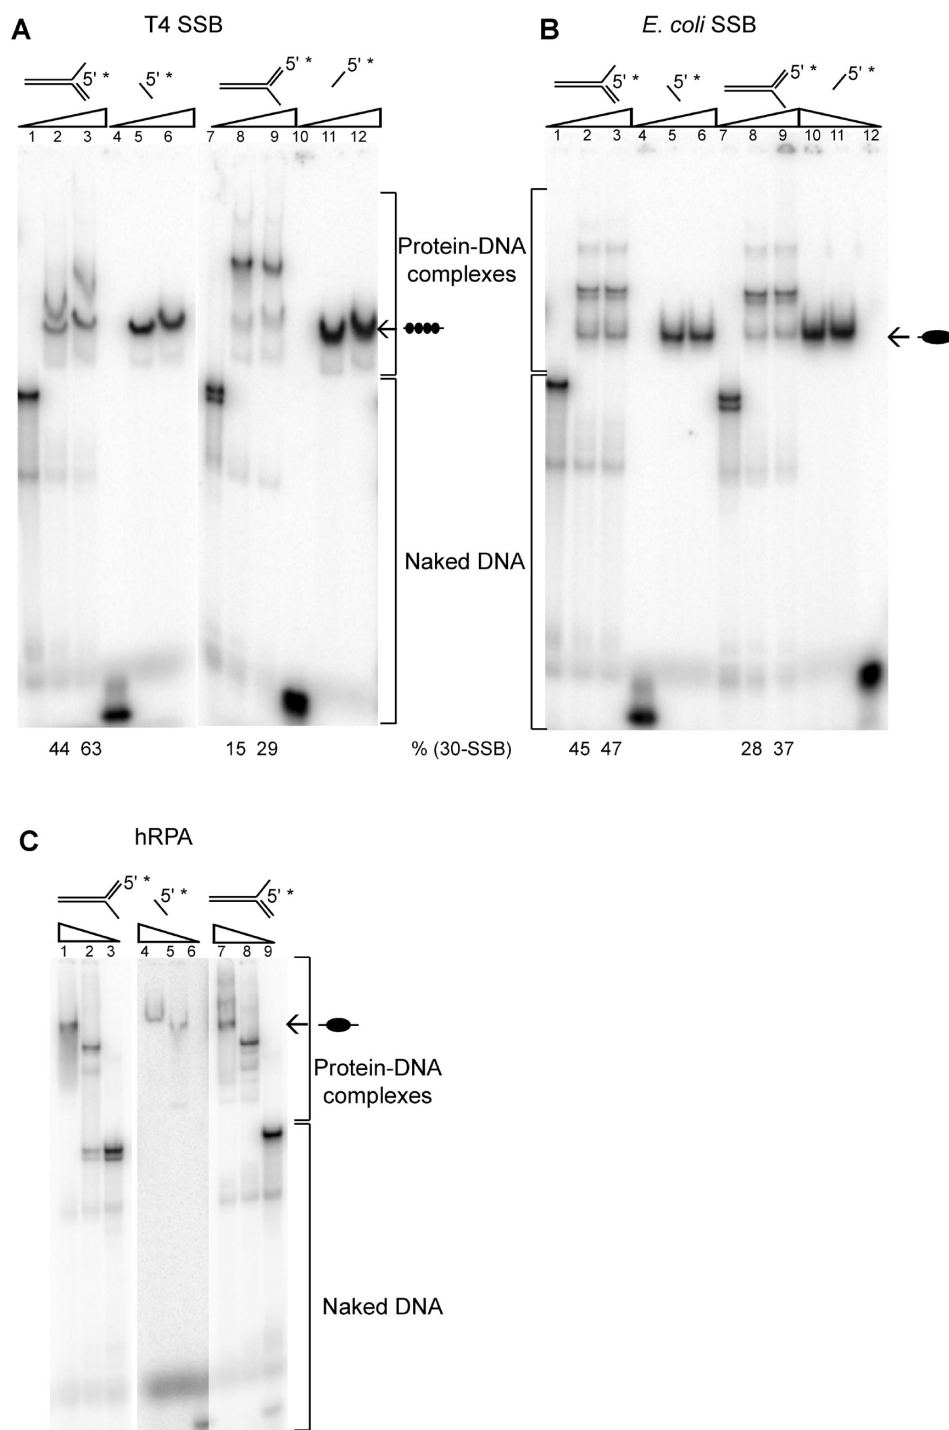 A
T4 SSB
5' *
5' *
5' *
5' *
1 2 3 4 5 6 7 8 9 10 11 12
B
E. coli SSB
5' *
5' *
5' *
5' *
1 2 3 4 5 6 7 8 9 10 11 12
Protein-DNA
complexes
Naked DNA
44 63 15 29 % (30-SSB) 45 47 28 37
C
hRPA
5' *
5' *
5' *
1 2 3 4 5 6 7 8 9
Protein-DNA
complexes
Naked DNA